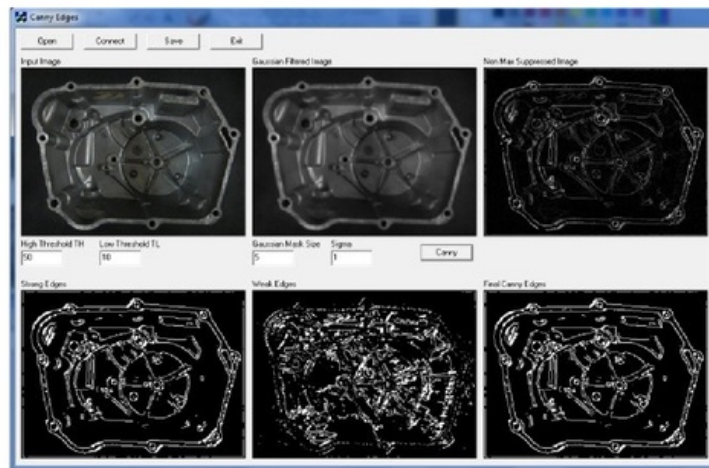 Canny Edges
Open Connect Save Exit
Input Image Gaussian Filtered Image Non Max Suppressed Image
High Threshold TH Low Threshold TL Gaussian Mask Size Sigma
50 10 5 1 Canny
Strong Edges Weak Edges Final Canny Edges